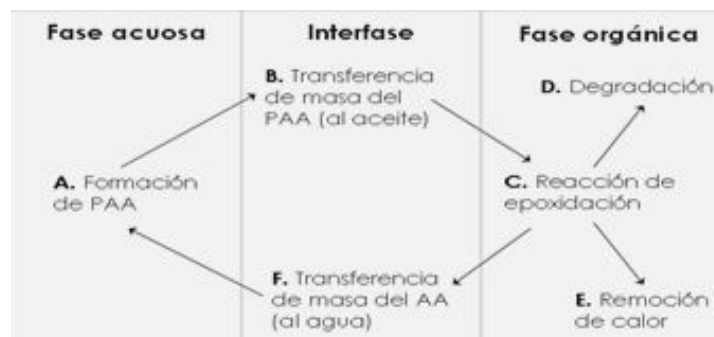 Fase acuosa
Interfase
Fase orgánica
B. Transferencia
de masa del
PAA (al aceite)
D. Degradación
A. Formación
de PAA
C. Reacción de
epoxidación
F. Transferencia
de masa del AA
(al agua)
E. Remoción
de calor